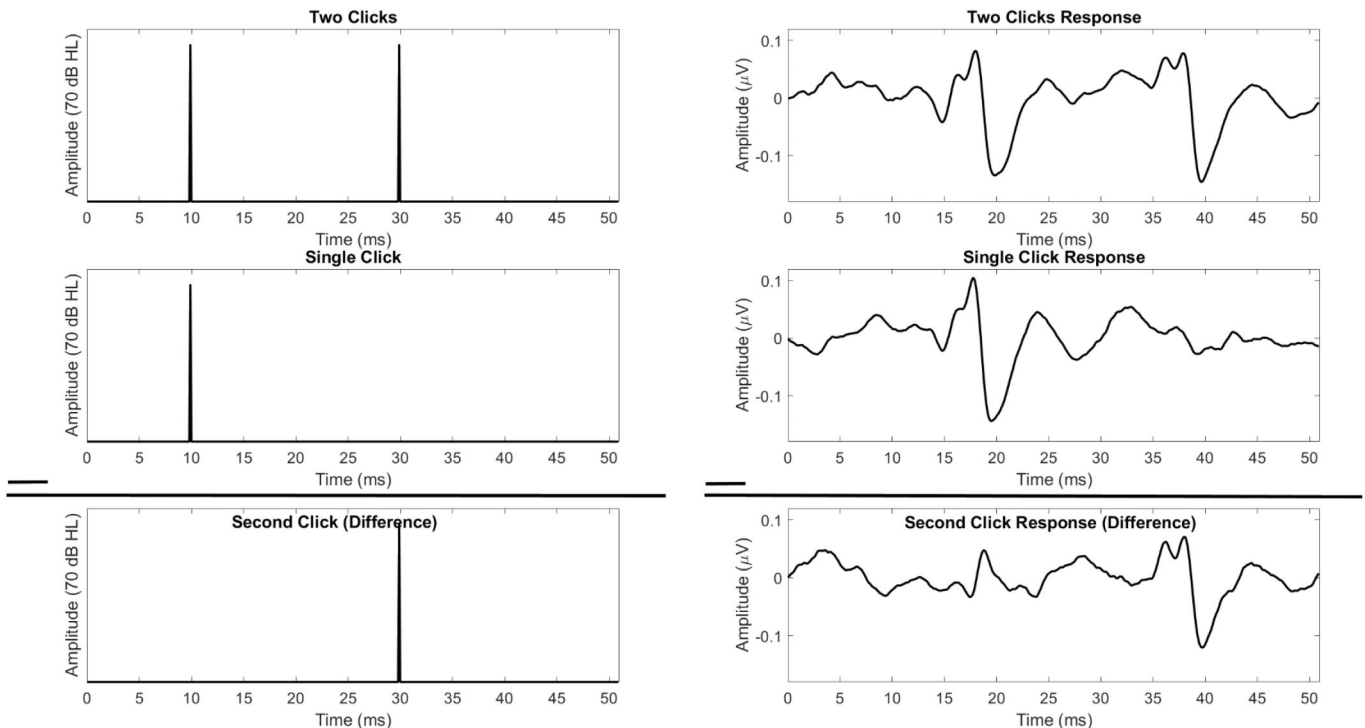 Two Clicks
Amplitude (70 dB HL)
0 5 10 15 20 25 30 35 40 45 50
Time (ms)
Two Clicks Response
Amplitude (μV)
0.1
0
-0.1
0 5 10 15 20 25 30 35 40 45 50
Time (ms)
Single Click
Amplitude (70 dB HL)
0 5 10 15 20 25 30 35 40 45 50
Time (ms)
Single Click Response
Amplitude (μV)
0.1
0
-0.1
0 5 10 15 20 25 30 35 40 45 50
Time (ms)
Second Click (Difference)
Amplitude (70 dB HL)
0 5 10 15 20 25 30 35 40 45 50
Time (ms)
Second Click Response (Difference)
Amplitude (μV)
0.1
0
-0.1
0 5 10 15 20 25 30 35 40 45 50
Time (ms)